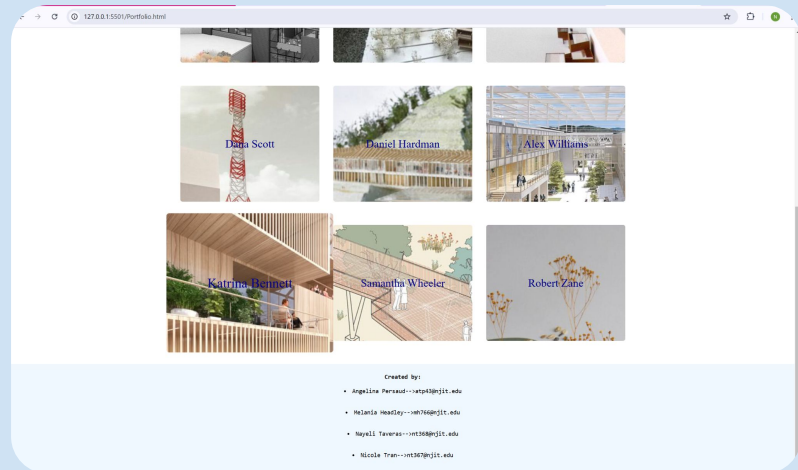 127.0.0.1:5501/Portfolio.html
N
Dana Scott
Daniel Hardman
Alex Williams
Katrina Bennett
Samantha Wheeler
Robert Zane
Created by:
• Angelina Persaud-->atp43@njit.edu
• Melania Headley-->mh766@njit.edu
• Nayeli Taveras-->nt368@njit.edu
• Nicole Tran-->nt367@njit.edu